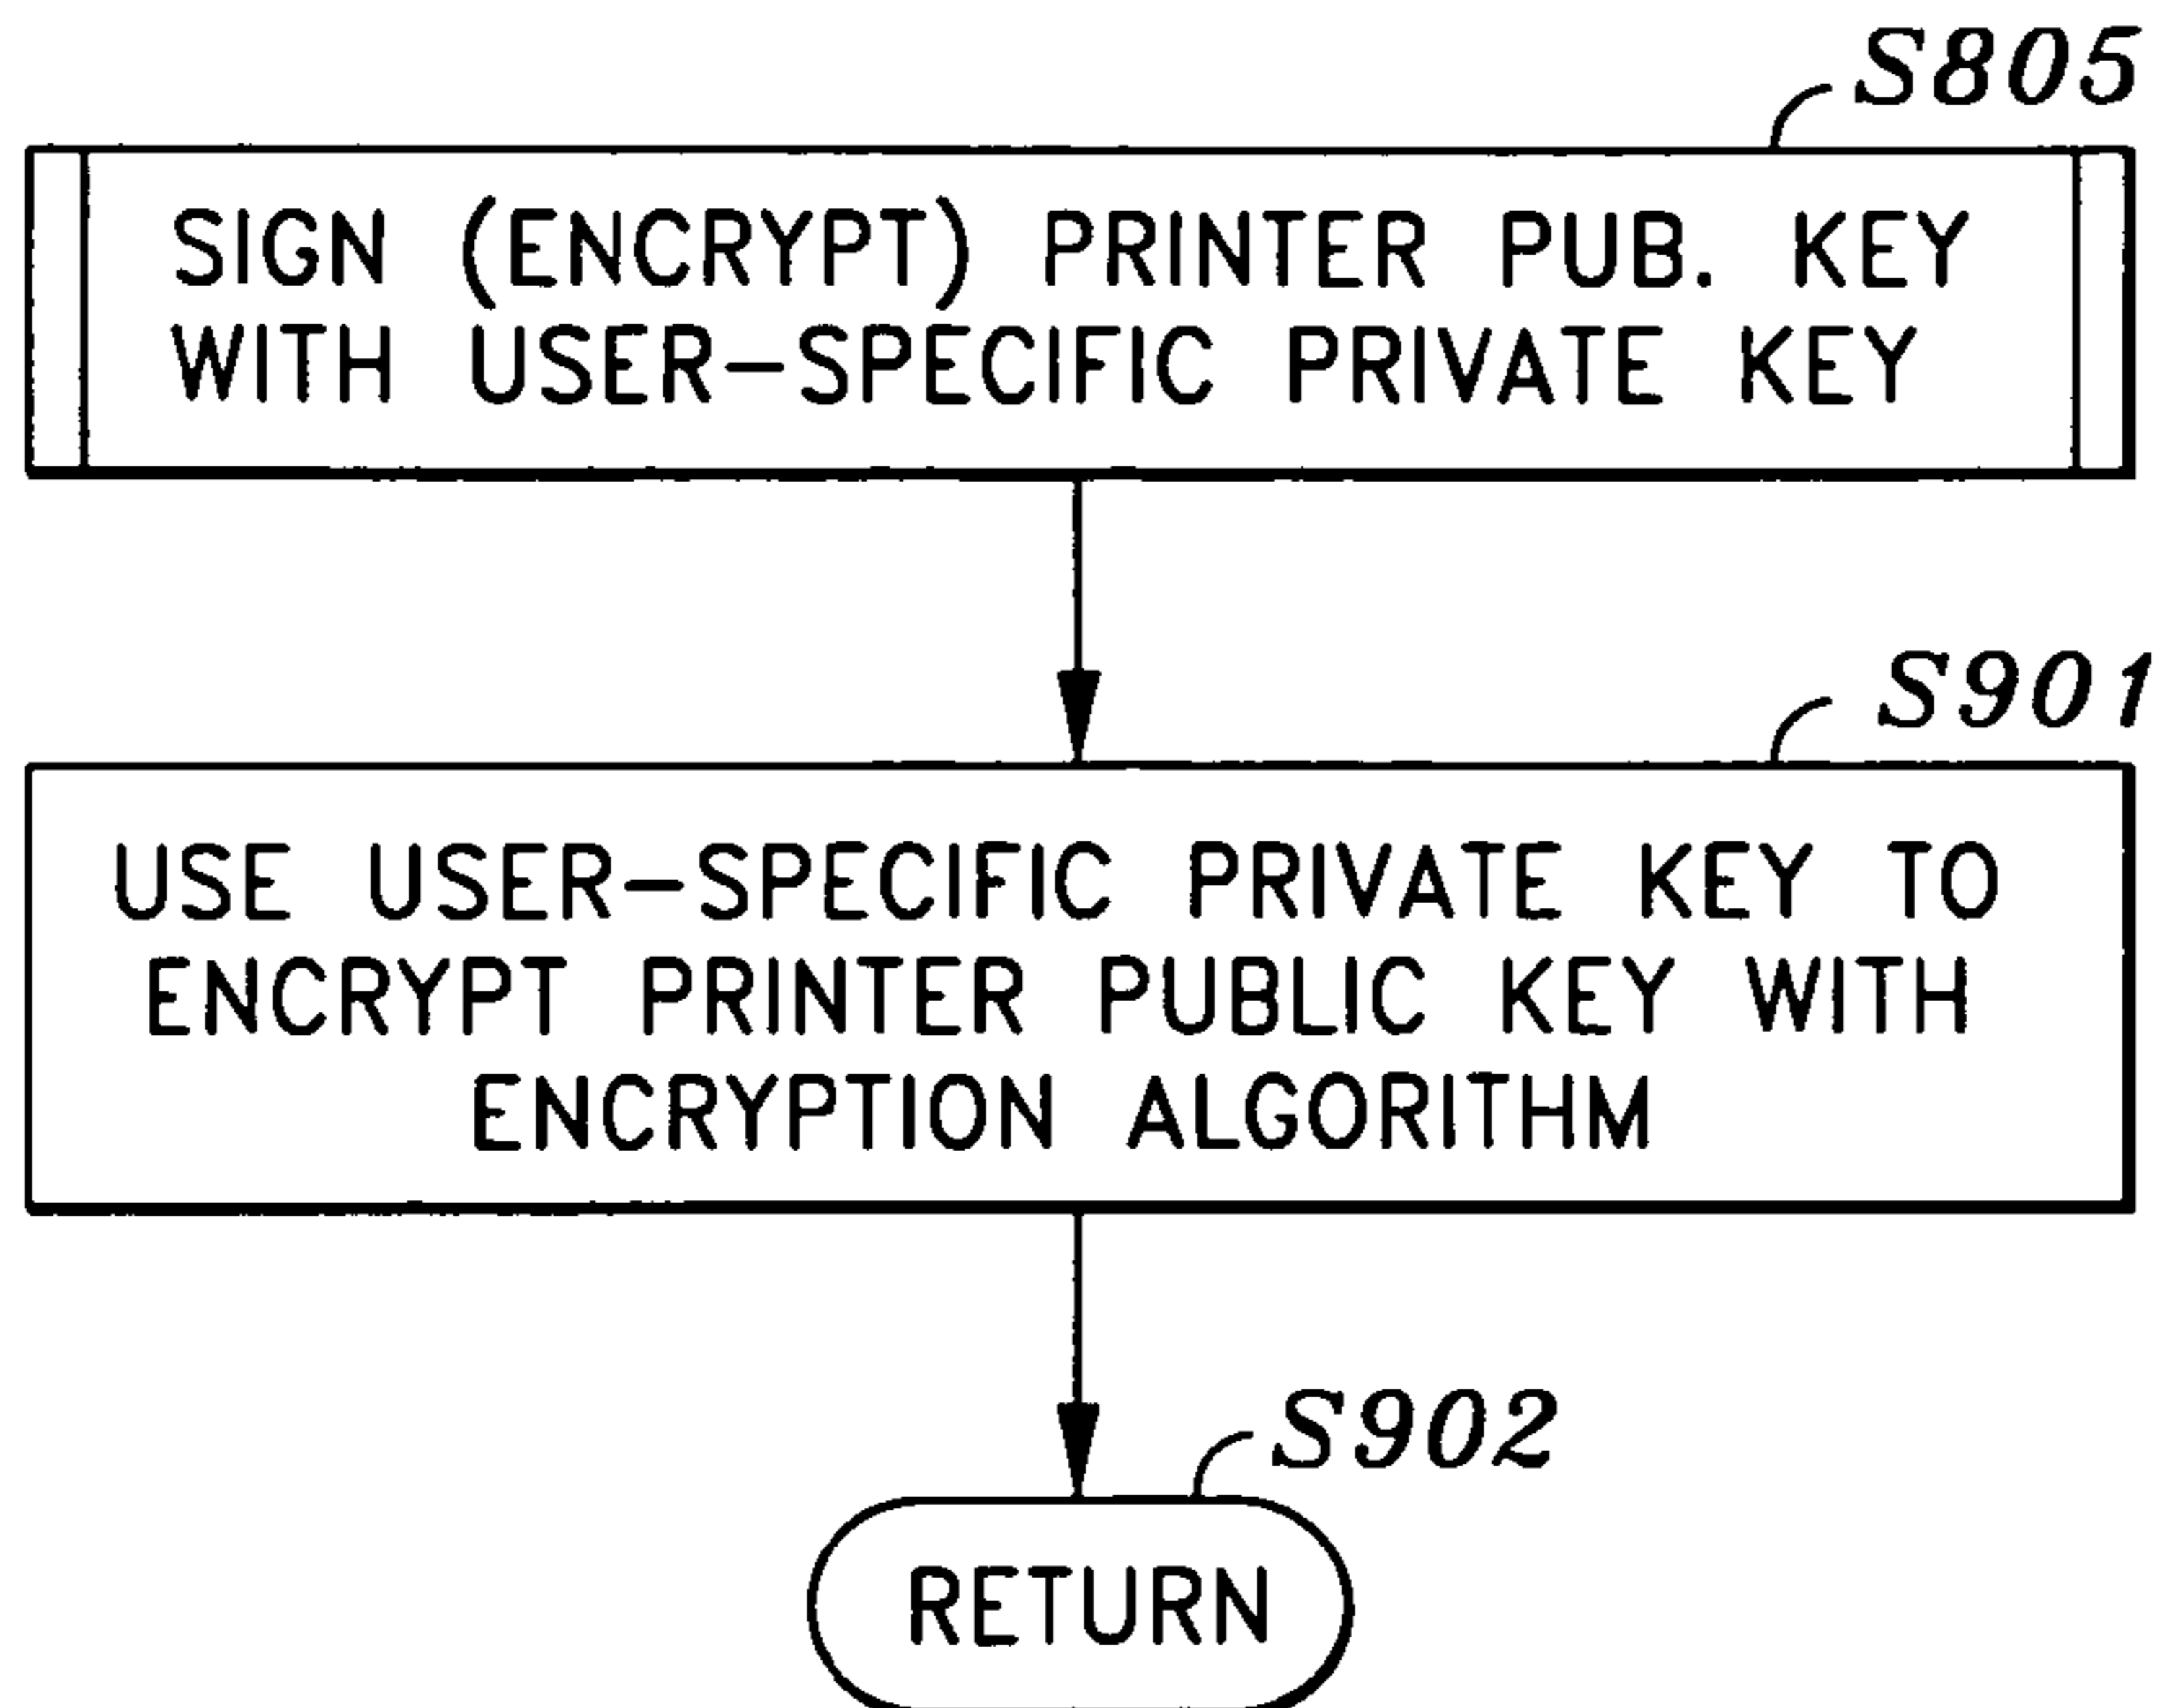 S805
SIGN (ENCRYPT) PRINTER PUB. KEY
WITH USER-SPECIFIC PRIVATE KEY
S901
USE USER-SPECIFIC PRIVATE KEY TO
ENCRYPT PRINTER PUBLIC KEY WITH
ENCRYPTION ALGORITHM
S902
RETURN